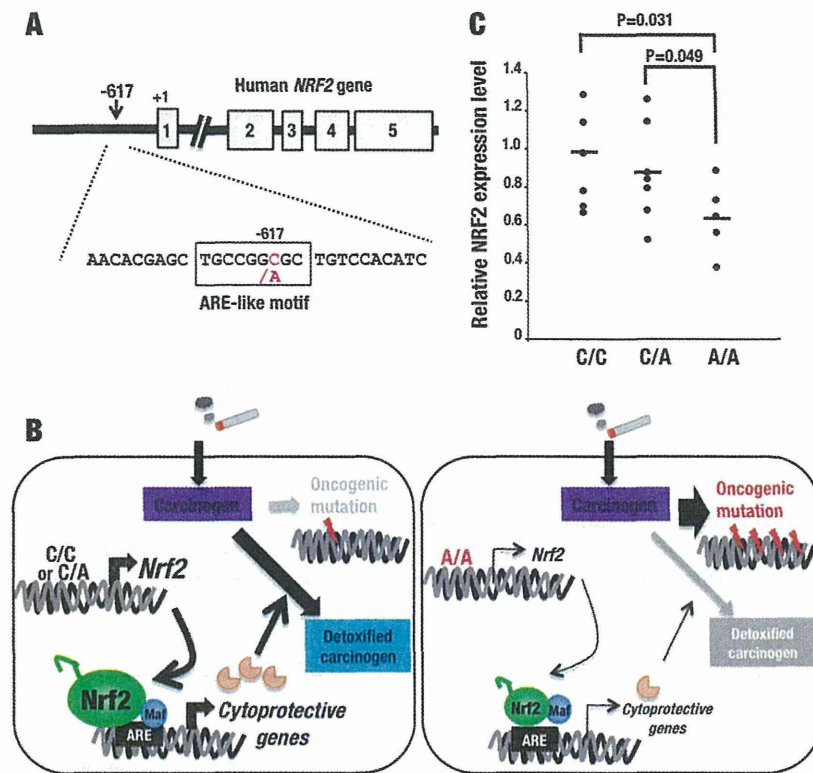 A
-617
Human NRF2 gene
+1
1
2
3
4
5
-617
AACACGAGC TGCCGGCGC TGTCCACATC
/A
ARE-like motif
C
P=0.031
P=0.049
Relative NRF2 expression level
1.4
1.2
1.0
0.8
0.6
0.4
0.2
0
C/C
C/A
A/A
B
Carcinogen
Oncogenic
mutation
C/C
or C/A
Nrf2
Detoxified
carcinogen
Nrf2
Maf
ARE
Cytoprotective
genes
Carcinogen
Oncogenic
mutation
A/A
Nrf2
Detoxified
carcinogen
Nrf2
Maf
ARE
Cytoprotective
genes